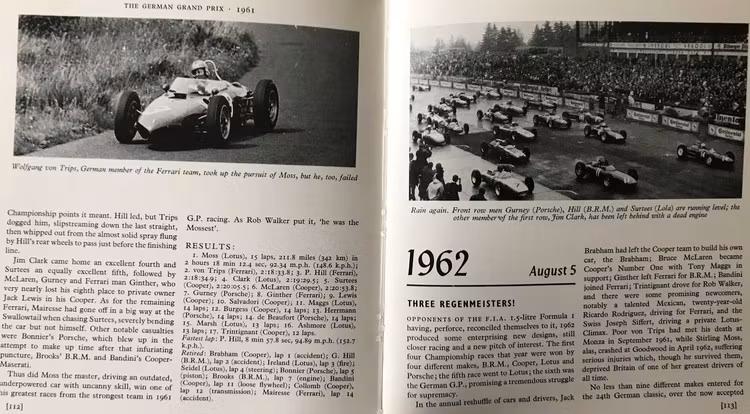 THE GERMAN GRAND PRIX · 1961
Wolfgang von Trips, German member of the Ferrari team, took up the pursuit of Moss, but he, too, failed
Championship points it meant. Hill led, but Trips
dogged him, slipstreaming down the last straight,
then whipped out from the almost solid spray flung
by Hill's rear wheels to pass just before the finishing
line.
Jim Clark came home an excellent fourth and
Surtees an equally excellent fifth, followed by
McLaren, Gurney and Ferrari man Ginther, who
very nearly lost his eighth place to private owner
Jack Lewis in his Cooper. As for the remaining
Ferrari, Mairesse had gone off in a big way at the
Swallowtail when chasing Surtees, severely bending
the car but not himself. Other notable casualties
were Bonnier's Porsche, which blew up in the
attempt to make up time after that infuriating
puncture, Brooks' B.R.M. and Bandini's Cooper-
Maserati.
Thus did Moss the master, driving an outdated,
underpowered car with uncanny skill, win one of
his greatest races from the strongest team in 1961
[112]
G.P. racing. As Rob Walker put it, 'he was the
Mossest'.
RESULTS:
1. Moss (Lotus), 15 laps, 211.8 miles (342 km) in
2 hours 18 min 12.4 sec, 92.34 m.p.h. (148.6 k.p.h.);
2. von Trips (Ferrari), 2:18:33.8; 3. P. Hill (Ferrari),
2:18:34.9; 4. Clark (Lotus), 2:19:29.5; 5. Surtees
(Cooper), 2:20:05.5; 6. McLaren (Cooper), 2:20:53.8;
7. Gurney (Porsche); 8. Ginther (Ferrari); 9. Lewis
(Cooper); 10. Salvadori (Cooper); 11. Maggs (Lotus),
14 laps; 12. Burgess (Cooper), 14 laps; 13. Herrmann
(Porsche), 14 laps; 14. de Beaufort (Porsche), 14 laps;
15. Marsh (Lotus), 13 laps; 16. Ashmore (Lotus),
13 laps; 17. Trintignant (Cooper), 12 laps.
Fastest lap: P. Hill, 8 min 57.8, 94.89 m.p.h. (152.7
k.p.h.).
Retired: Brabham (Cooper), lap 1 (accident); G. Hill
(B.R.M.), lap 2 (accident); Ireland (Lotus), lap 3 (fire);
Seidel (Lotus), lap 4 (steering); Bonnier (Porsche), lap 5
(piston); Brooks (B.R.M.), lap 7 (engine); Bandini
(Cooper), lap 11 (loose flywheel); Collomb (Cooper),
lap 12 (transmission); Mairesse (Ferrari), lap 14
(accident).
Continental
Rain again. Front row men Gurney (Porsche), Hill (B.R.M.) and Surtees (Lola) are running level; the
other member of the first row, Jim Clark, has been left behind with a dead engine
1962
August 5
THREE REGENMEISTERS!
OPPONENTS OF THE F.I.A. 1.5-litre Formula 1
having, perforce, reconciled themselves to it, 1962
produced some enterprising new designs, still
closer racing and a new pitch of interest. The first
four Championship races that year were won by
four different makes, B.R.M., Cooper, Lotus and
Porsche; the fifth race went to Lotus; the sixth was
the German G.P., promising a tremendous struggle
for supremacy.
In the annual reshuffle of cars and drivers, Jack
Brabham had left the Cooper team to build his own
car, the Brabham; Bruce McLaren became
Cooper's Number One with Tony Maggs in
support; Ginther left Ferrari for B.R.M.; Bandini
joined Ferrari; Trintignant drove for Rob Walker,
and there were some promising newcomers,
notably a talented Mexican, twenty-year-old
Ricardo Rodriguez, driving for Ferrari, and the
Swiss Joseph Siffert, driving a private Lotus-
Climax. Poor von Trips had met his death at
Monza in September 1961, while Stirling Moss,
alas, crashed at Goodwood in April 1962, suffering
serious injuries which, though he survived them,
deprived Britain of one of her greatest drivers of
all time.
No less than nine different makes entered for
the 24th German classic, over the now accepted
[113]